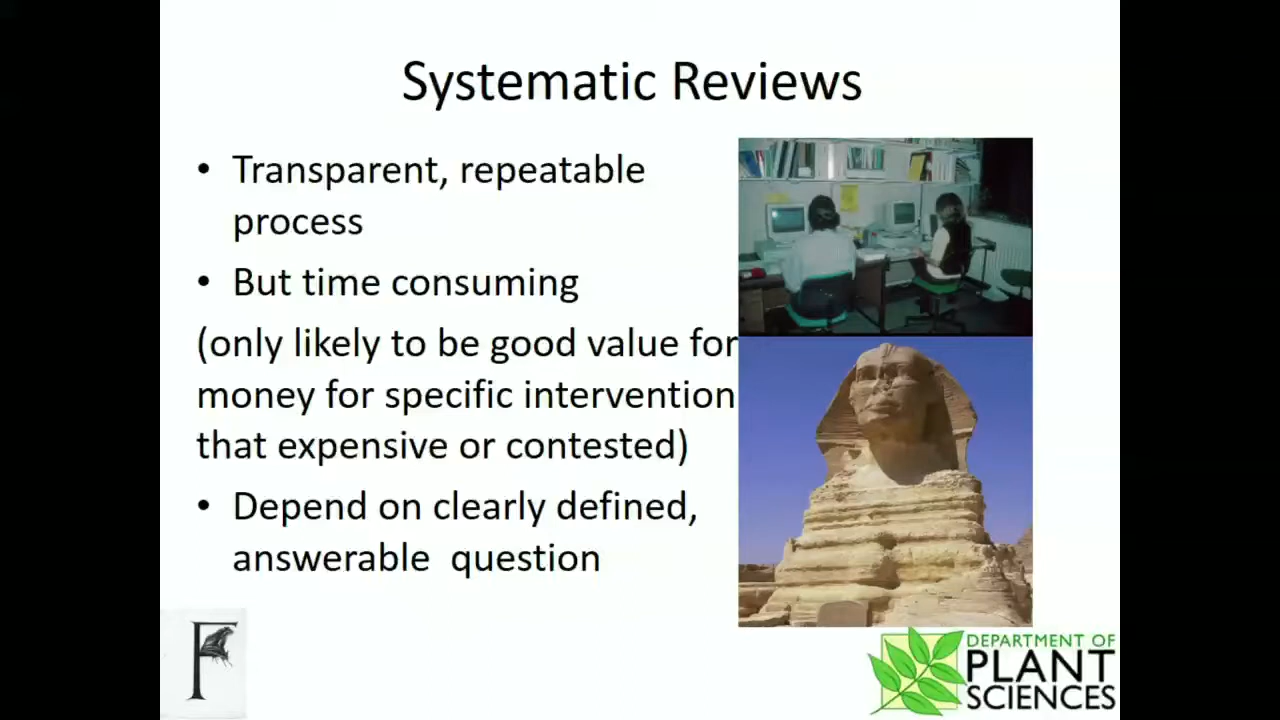 Systematic Reviews
• Transparent, repeatable
process
• But time consuming
(only likely to be good value for
money for specific intervention
that expensive or contested)
• Depend on clearly defined,
answerable  question
F
DEPARTMENT OF
PLANT
SCIENCES